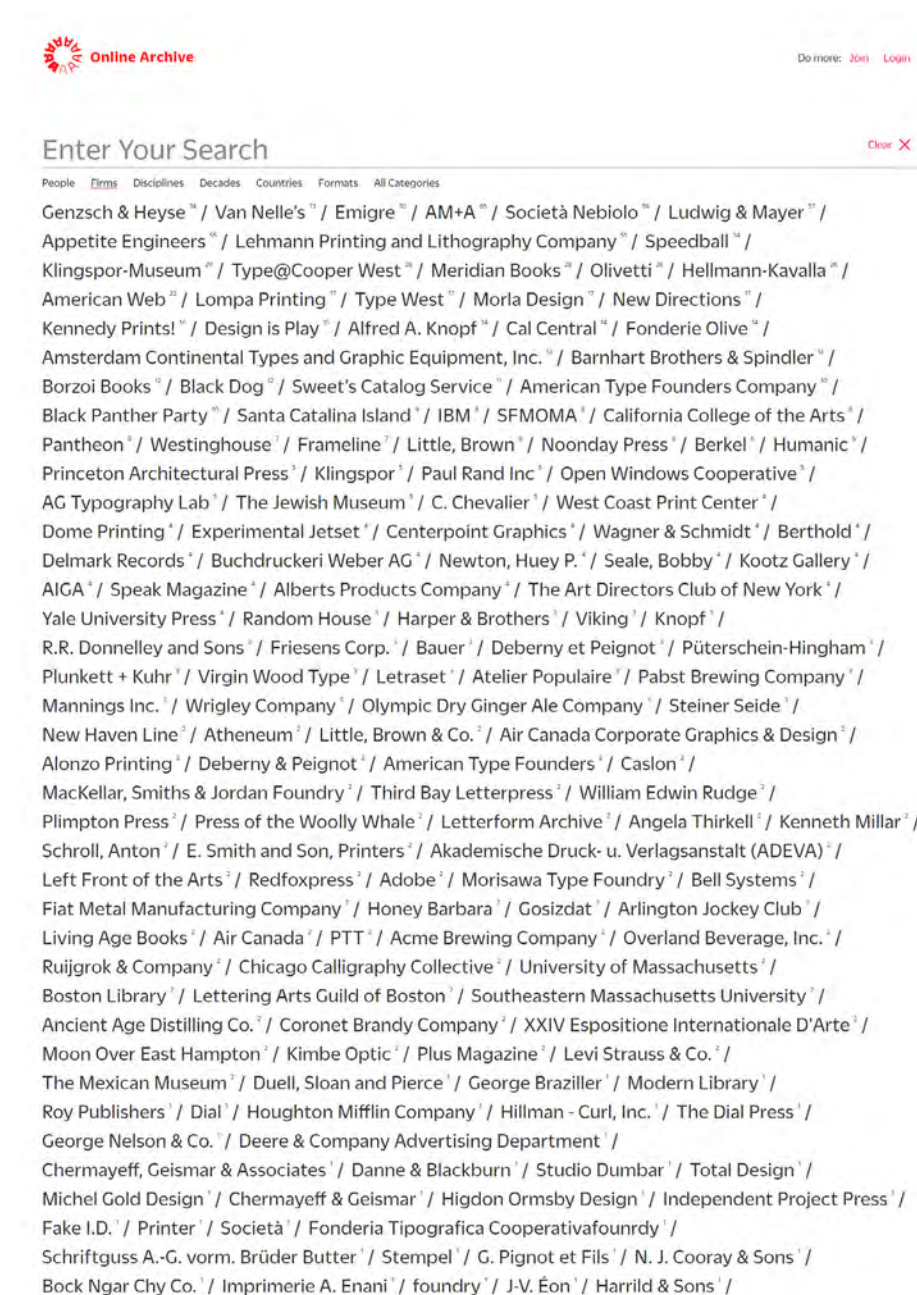 Online Archive
Do more: Join Login
Enter Your Search
Clear X
People Firms Disciplines Decades Countries Formats All Categories
Genzsch & Heyse / Van Nelle's / Emigre / AM+A / Società Nebiolo / Ludwig & Mayer /
Appetite Engineers / Lehmann Printing and Lithography Company / Speedball /
Klingspor-Museum / Type@Cooper West / Meridian Books / Olivetti / Hellmann-Kavalla /
American Web / Lompa Printing / Type West / Morla Design / New Directions /
Kennedy Prints! / Design is Play / Alfred A. Knopf / Cal Central / Fonderie Olive /
Amsterdam Continental Types and Graphic Equipment, Inc. / Barnhart Brothers & Spindler /
Borzoi Books / Black Dog / Sweet's Catalog Service / American Type Founders Company /
Black Panther Party / Santa Catalina Island / IBM / SFMOMA / California College of the Arts /
Pantheon / Westinghouse / Frameline / Little, Brown / Noonday Press / Berkel / Humanic /
Princeton Architectural Press / Klingspor / Paul Rand Inc / Open Windows Cooperative /
AG Typography Lab / The Jewish Museum / C. Chevalier / West Coast Print Center /
Dome Printing / Experimental Jetset / Centerpoint Graphics / Wagner & Schmidt / Berthold /
Delmark Records / Buchdruckeri Weber AG / Newton, Huey P. / Seale, Bobby / Kootz Gallery /
AIGA / Speak Magazine / Alberts Products Company / The Art Directors Club of New York /
Yale University Press / Random House / Harper & Brothers / Viking / Knopf /
R.R. Donnelley and Sons / Friesens Corp. / Bauer / Deberny et Peignot / Püterschein-Hingham /
Plunkett + Kuhr / Virgin Wood Type / Letraset / Atelier Populaire / Pabst Brewing Company /
Mannings Inc. / Wrigley Company / Olympic Dry Ginger Ale Company / Steiner Seide /
New Haven Line / Atheneum / Little, Brown & Co. / Air Canada Corporate Graphics & Design /
Alonzo Printing / Deberny & Peignot / American Type Founders / Caslon /
MacKellar, Smiths & Jordan Foundry / Third Bay Letterpress / William Edwin Rudge /
Plimpton Press / Press of the Woolly Whale / Letterform Archive / Angela Thirkell / Kenneth Millar /
Schroll, Anton / E. Smith and Son, Printers / Akademische Druck- u. Verlagsanstalt (ADEVA) /
Left Front of the Arts / Redfoxpress / Adobe / Morisawa Type Foundry / Bell Systems /
Fiat Metal Manufacturing Company / Honey Barbara / Gosizdat / Arlington Jockey Club /
Living Age Books / Air Canada / PTT / Acme Brewing Company / Overland Beverage, Inc. /
Ruijgrok & Company / Chicago Calligraphy Collective / University of Massachusetts /
Boston Library / Lettering Arts Guild of Boston / Southeastern Massachusetts University /
Ancient Age Distilling Co. / Coronet Brandy Company / XXIV Espositione Internationale D'Arte /
Moon Over East Hampton / Kimbe Optic / Plus Magazine / Levi Strauss & Co. /
The Mexican Museum / Duell, Sloan and Pierce / George Braziller / Modern Library /
Roy Publishers / Dial / Houghton Mifflin Company / Hillman - Curl, Inc. / The Dial Press /
George Nelson & Co. / Deere & Company Advertising Department /
Chermayeff, Geismar & Associates / Danne & Blackburn / Studio Dumbar / Total Design /
Michel Gold Design / Chermayeff & Geismar / Higdon Ormsby Design / Independent Project Press /
Fake I.D. / Printer / Società / Fonderia Tipografica Cooperativafounrdy /
Schriftguss A.-G. vorm. Brüder Butter / Stempel / G. Pignot et Fils / N. J. Cooray & Sons /
Bock Ngar Chy Co. / Imprimerie A. Enani / foundry / J-V. Éon / Harrild & Sons /